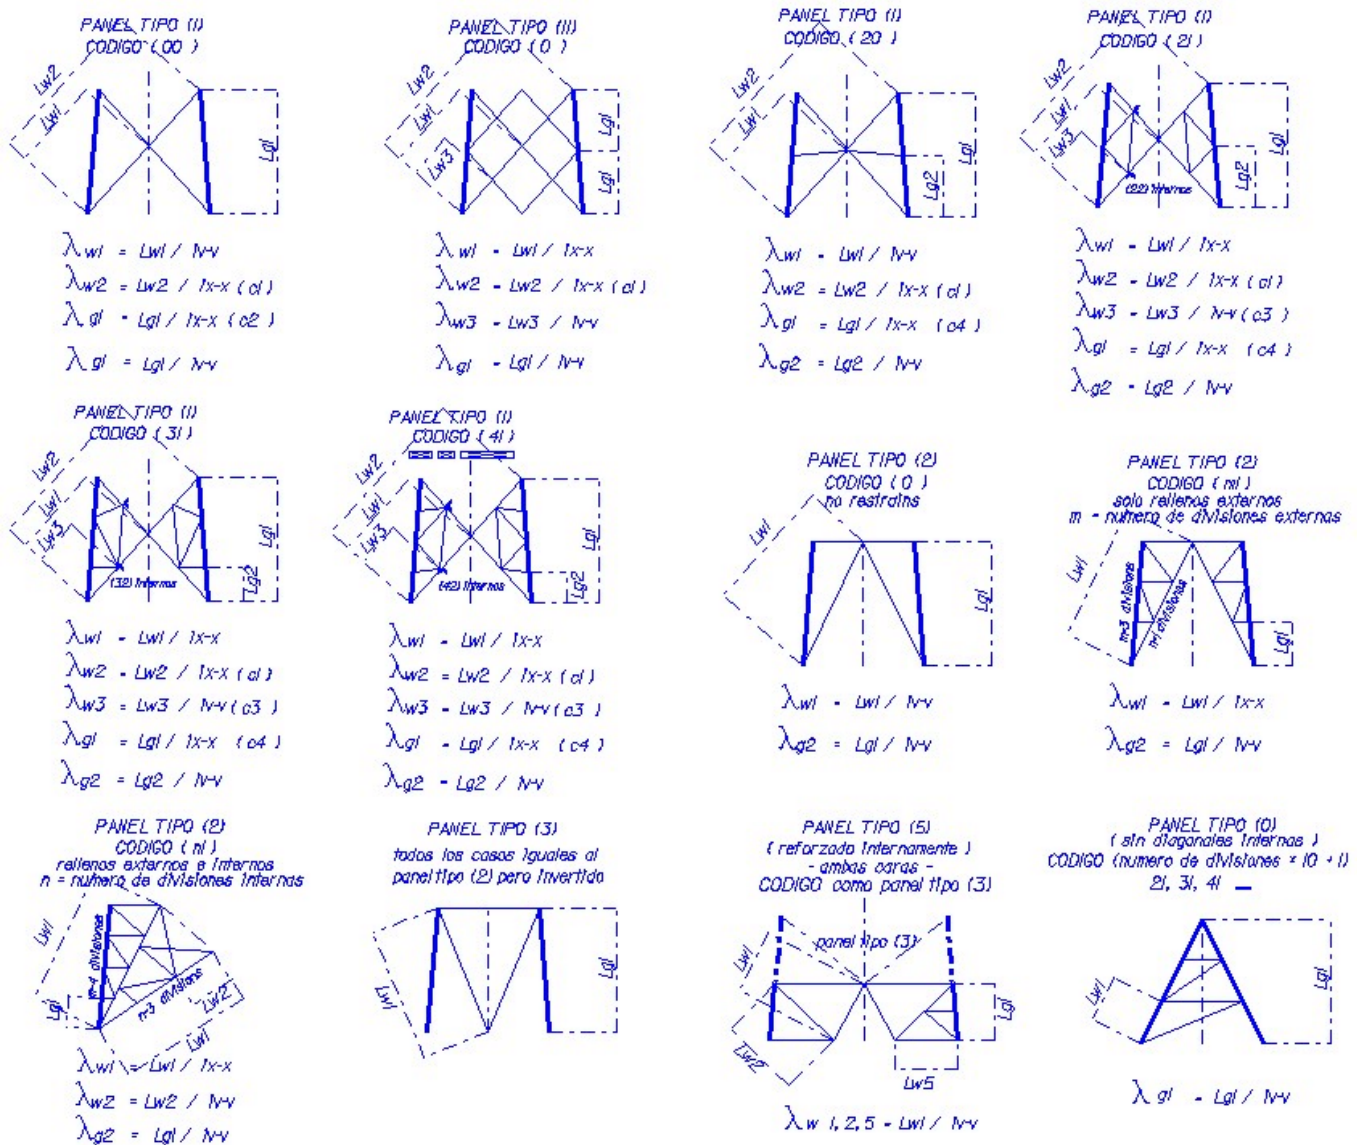 PANEL TIPO (1)
CODIGO ( 00 )
Lw2
Lw1
Lg1
λw1 = Lw1 / iv-v
λw2 = Lw2 / ix-x ( c1 )
λg1 = Lg1 / ix-x ( c2 )
λg1 = Lg1 / iv-v
PANEL TIPO (11)
CODIGO ( 0 )
Lw2
Lw1
Lw3
Lg1
Lg1
λw1 = Lw1 / ix-x
λw2 = Lw2 / ix-x ( c1 )
λw3 = Lw3 / iv-v
λg1 = Lg1 / iv-v
PANEL TIPO (1)
CODIGO ( 20 )
Lw2
Lw1
Lg2
Lg1
λw1 = Lw1 / iv-v
λw2 = Lw2 / ix-x ( c1 )
λg1 = Lg1 / ix-x ( c4 )
λg2 = Lg2 / iv-v
PANEL TIPO (1)
CODIGO ( 21 )
Lw2
Lw1
Lw3
(22) internos
Lg2
Lg1
λw1 = Lw1 / ix-x
λw2 = Lw2 / ix-x ( c1 )
λw3 = Lw3 / iv-v ( c3 )
λg1 = Lg1 / ix-x ( c4 )
λg2 = Lg2 / iv-v
PANEL TIPO (1)
CODIGO ( 31 )
Lw2
Lw1
Lw3
(32) internos
Lg2
Lg1
λw1 = Lw1 / ix-x
λw2 = Lw2 / ix-x ( c1 )
λw3 = Lw3 / iv-v ( c3 )
λg1 = Lg1 / ix-x ( c4 )
λg2 = Lg2 / iv-v
PANEL TIPO (1)
CODIGO ( 41 )
Lw2
Lw1
Lw3
(42) internos
Lg2
Lg1
λw1 = Lw1 / ix-x
λw2 = Lw2 / ix-x ( c1 )
λw3 = Lw3 / iv-v ( c3 )
λg1 = Lg1 / ix-x ( c4 )
λg2 = Lg2 / iv-v
PANEL TIPO (2)
CODIGO ( 0 )
no restrains
Lw1
Lg1
λw1 = Lw1 / iv-v
λg2 = Lg1 / iv-v
PANEL TIPO (2)
CODIGO ( m1 )
solo rellenos externos
m = numero de divisiones externas
Lw1
m=3 divisiones
n=1 divisiones
Lg1
λw1 = Lw1 / ix-x
λg2 = Lg1 / iv-v
PANEL TIPO (2)
CODIGO ( n1 )
rellenos externos e internos
n = numero de divisiones internas
Lw1
m=4 divisiones
n=3 divisions
Lg1
Lw2
Lw1
λw1 = Lw1 / ix-x
λw2 = Lw2 / iv-v
λg2 = Lg1 / iv-v
PANEL TIPO (3)
todos los casos iguales al
panel tipo (2) pero invertido
Lw1
Lg1
PANEL TIPO (5)
( reforzado internamente )
- ambas caras -
CODIGO como panel tipo (3)
panel tipo (3)
Lw1
Lw2
Lw5
Lg1
λw 1, 2, 5 = Lw1 / iv-v
PANEL TIPO (0)
( sin diagonales internas )
CODIGO (numero de divisiones * 10 + 1)
21, 31, 41 __
Lw1
Lg1
λg1 = Lg1 / iv-v